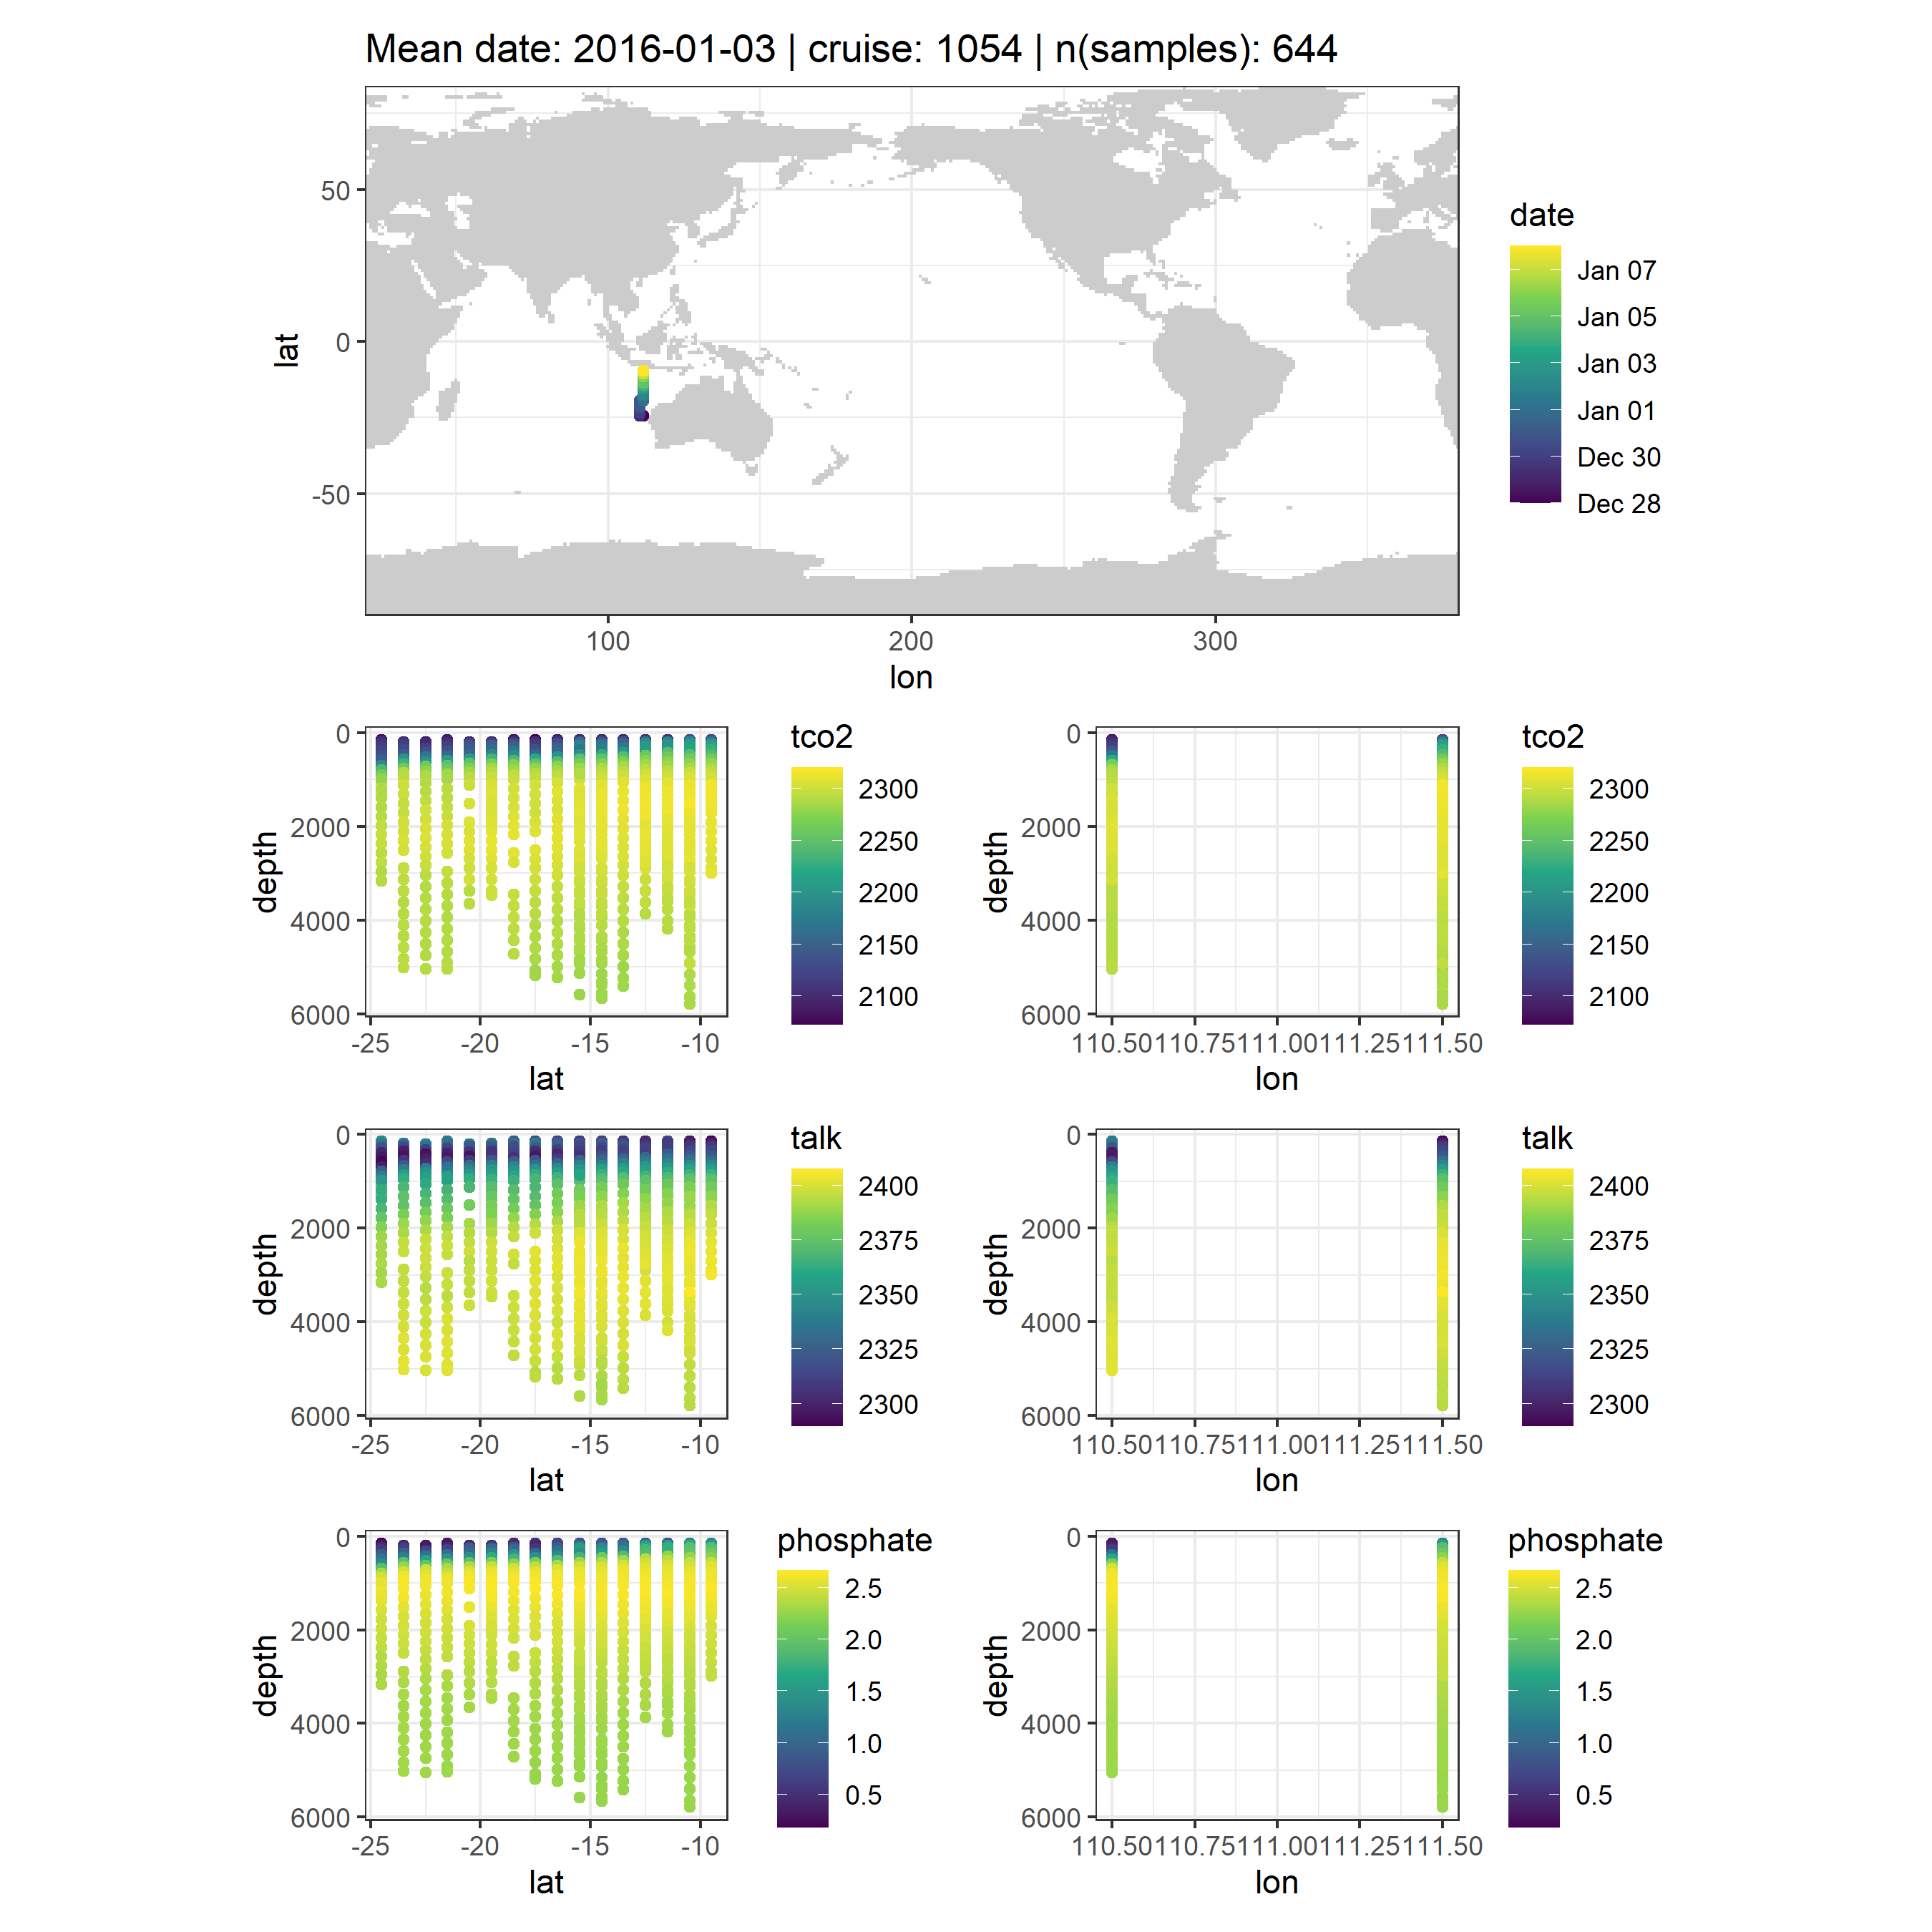 Mean date: 2016-01-03 | cruise: 1054 | n(samples): 644
lat
50
0
-50
100 200 300
lon
date
Jan 07
Jan 05
Jan 03
Jan 01
Dec 30
Dec 28
depth
0
2000
4000
6000
-25 -20 -15 -10
lat
tco2
2300
2250
2200
2150
2100
depth
0
2000
4000
6000
110.50 110.75 111.00 111.25 111.50
lon
tco2
2300
2250
2200
2150
2100
depth
0
2000
4000
6000
-25 -20 -15 -10
lat
talk
2400
2375
2350
2325
2300
depth
0
2000
4000
6000
110.50 110.75 111.00 111.25 111.50
lon
talk
2400
2375
2350
2325
2300
depth
0
2000
4000
6000
-25 -20 -15 -10
lat
phosphate
2.5
2.0
1.5
1.0
0.5
depth
0
2000
4000
6000
110.50 110.75 111.00 111.25 111.50
lon
phosphate
2.5
2.0
1.5
1.0
0.5